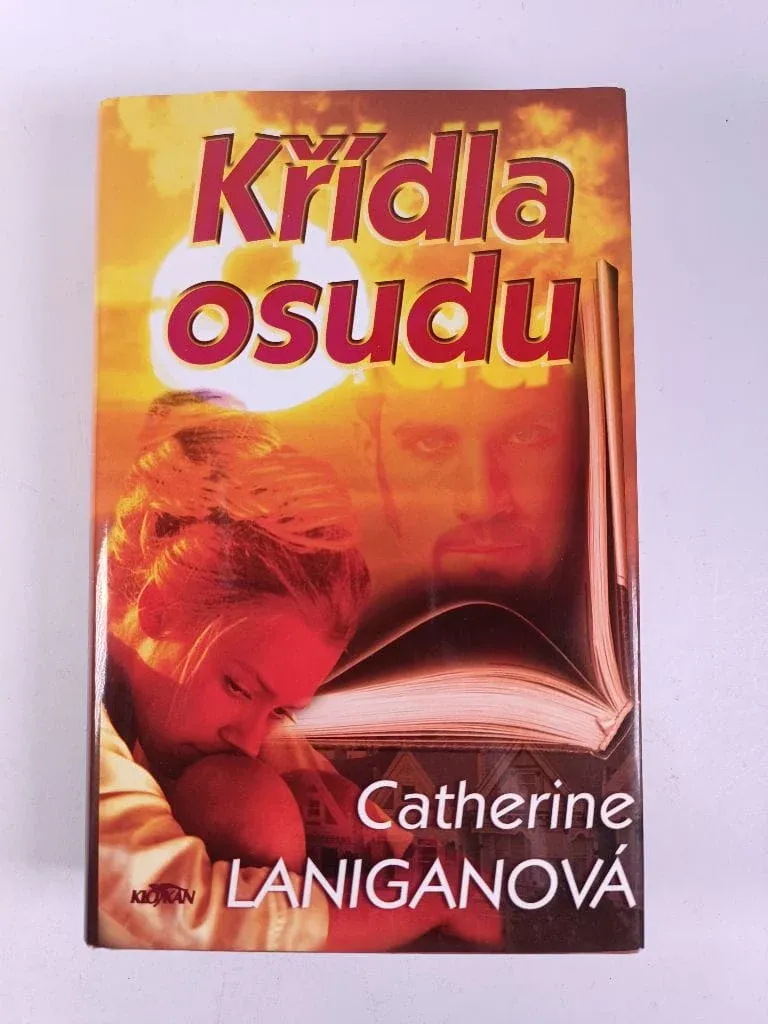 Křídla
osudu
Catherine
LANIGANOVÁ
KLOKAN